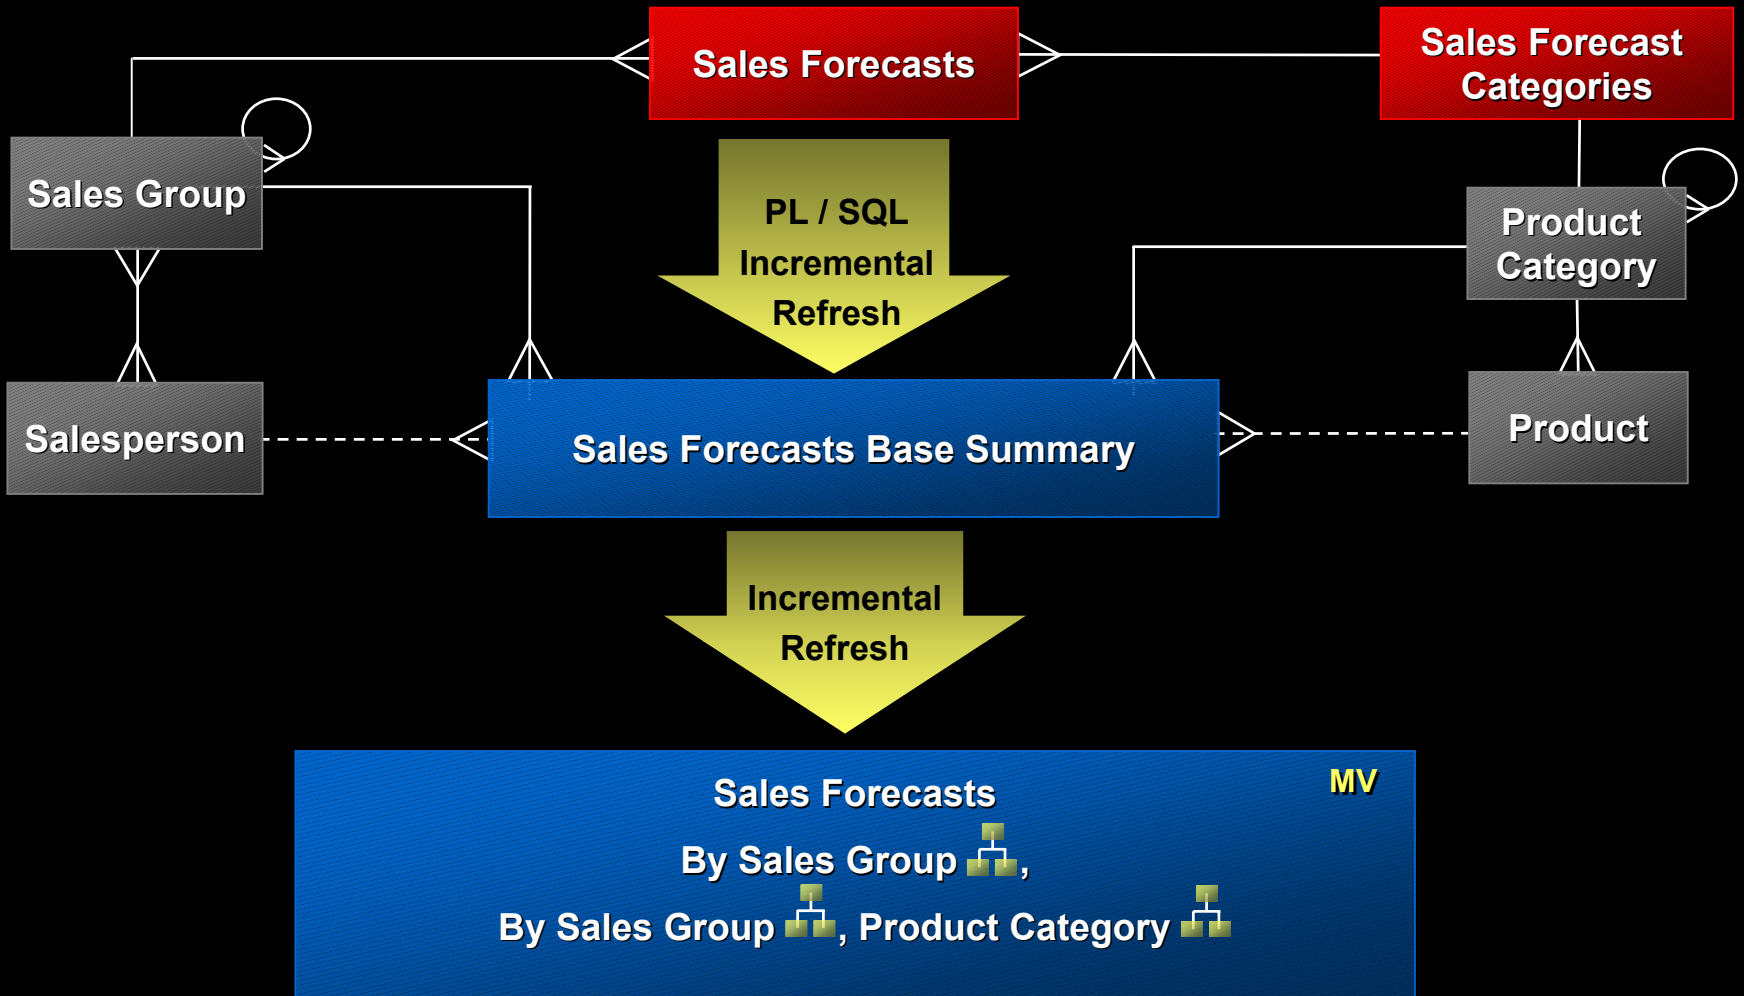 Sales Forecasts
Sales Forecast
Categories
Sales Group
PL / SQL
Incremental
Refresh
Product
Category
Salesperson
Sales Forecasts Base Summary
Product
Incremental
Refresh
Sales Forecasts
MV
By Sales Group ,
By Sales Group , Product Category